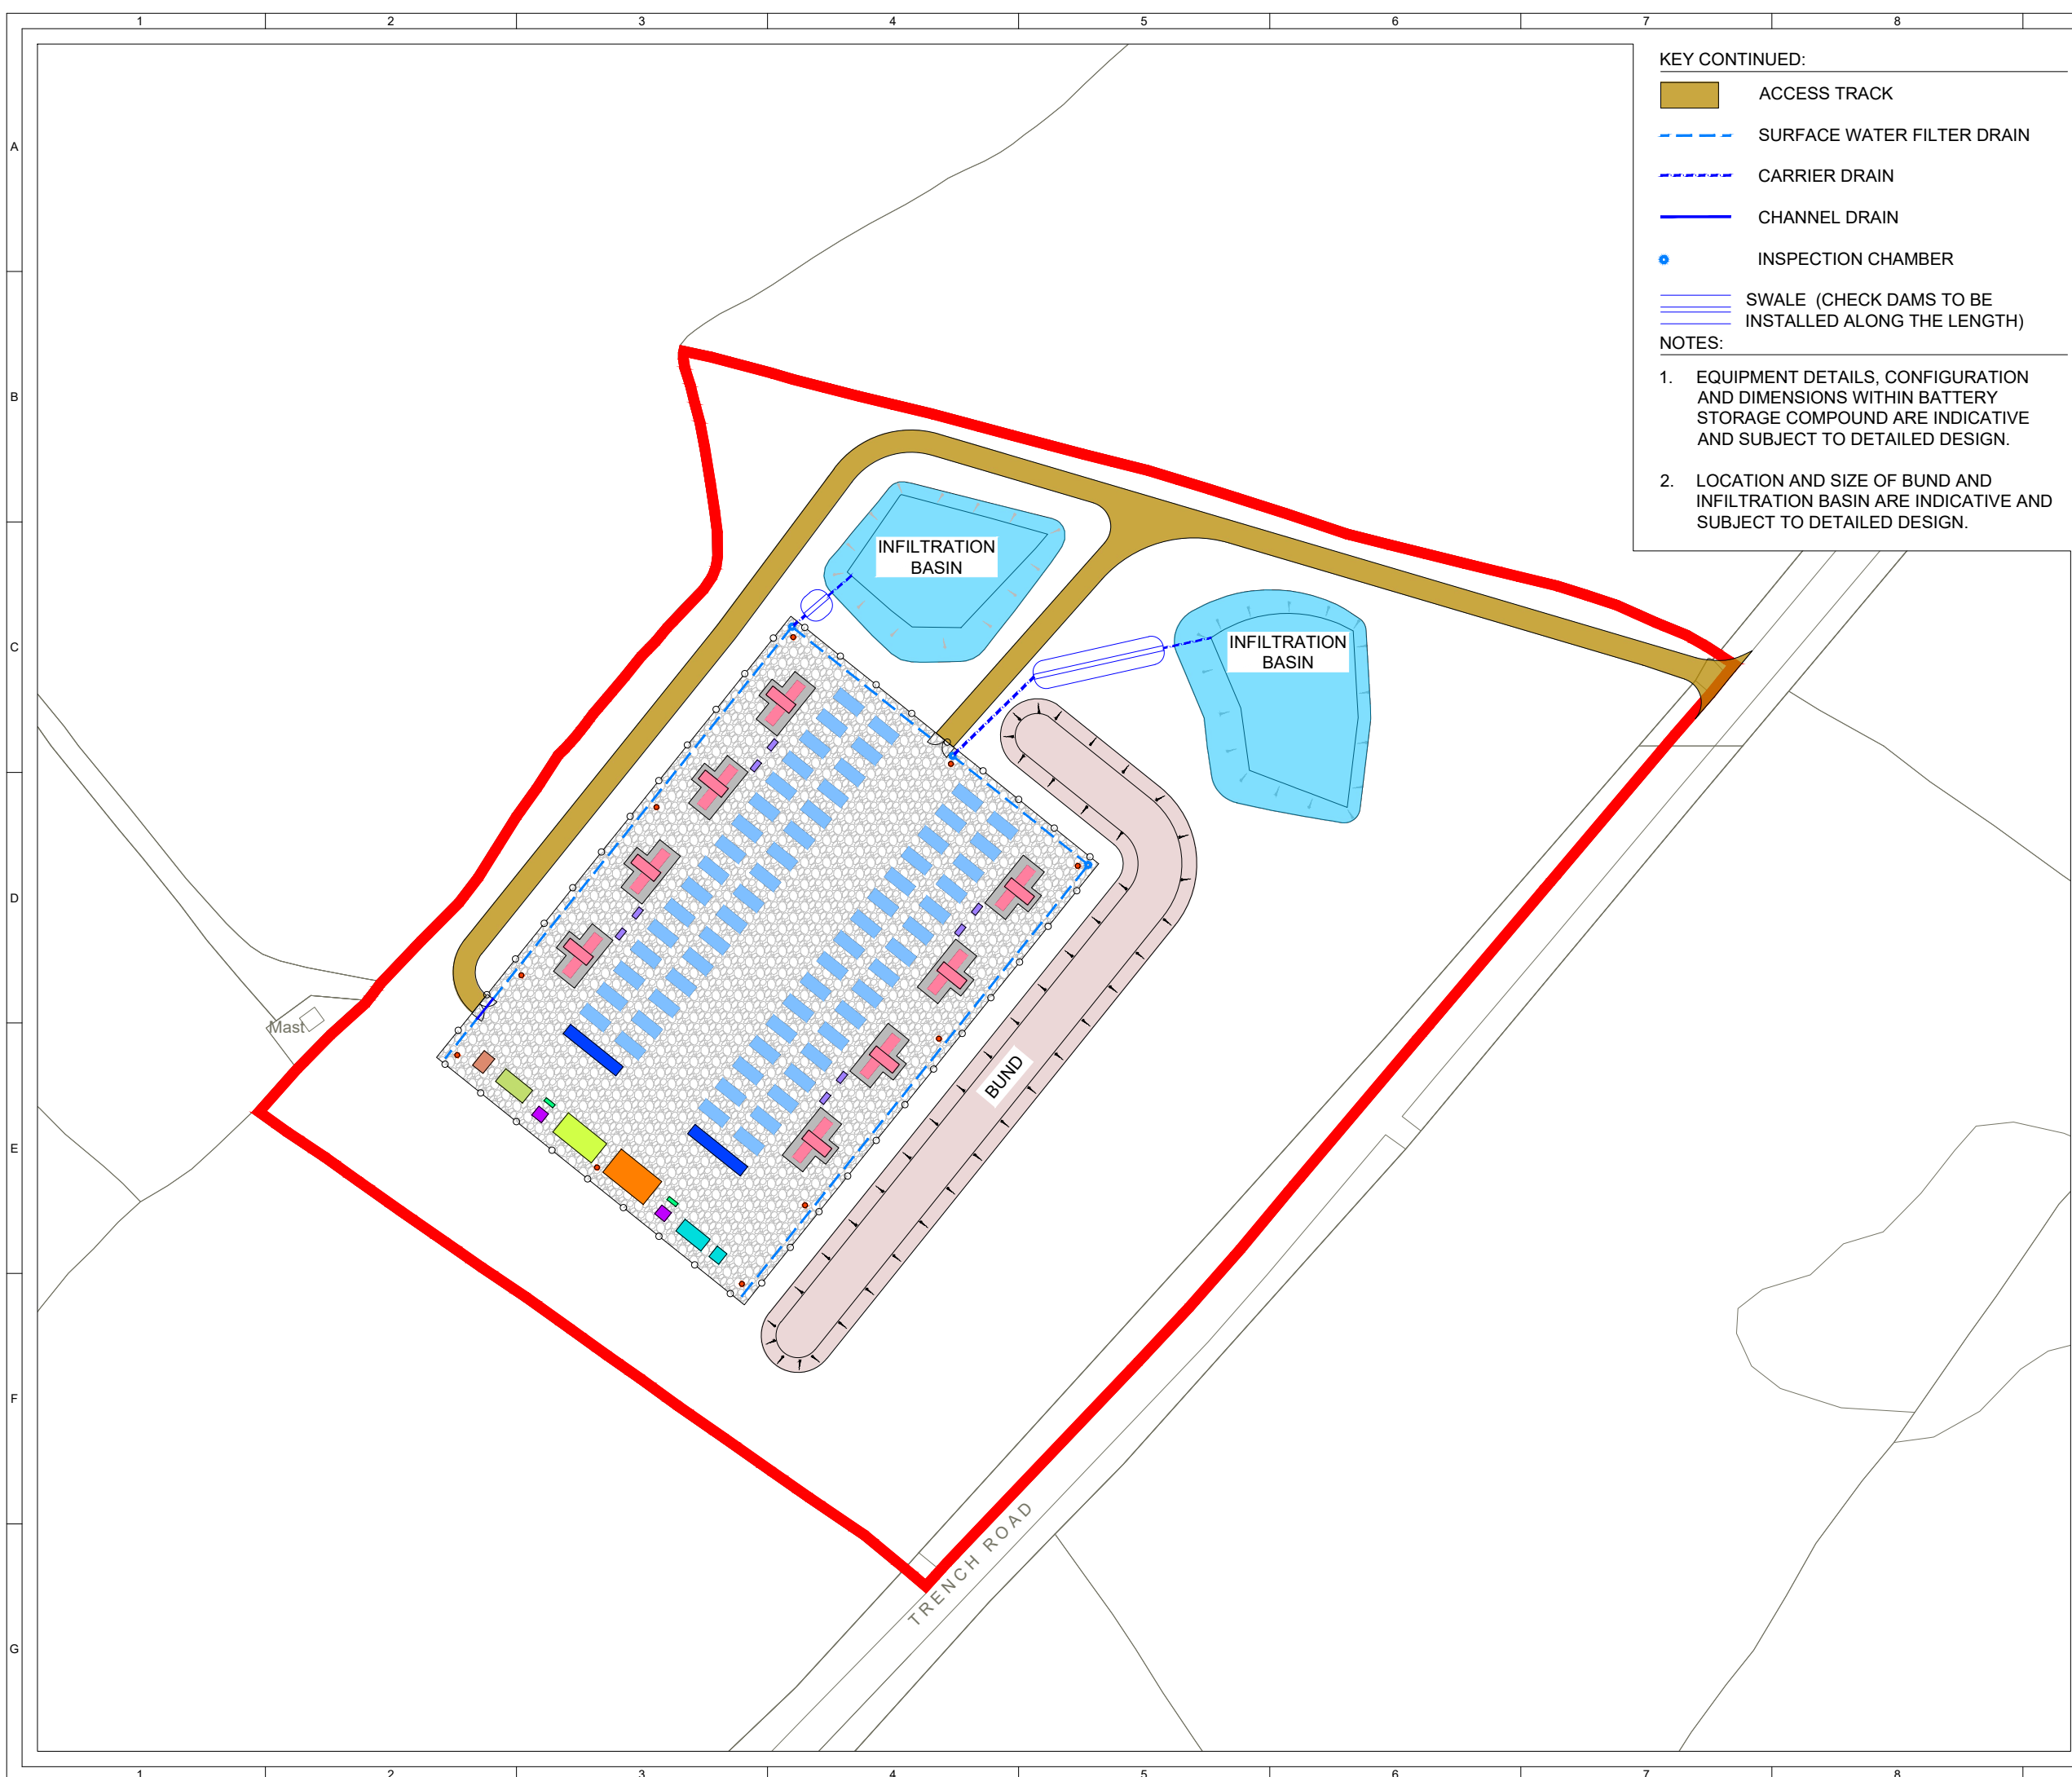 1 2 3 4 5 6 7 8
KEY CONTINUED:
ACCESS TRACK
SURFACE WATER FILTER DRAIN
CARRIER DRAIN
CHANNEL DRAIN
INSPECTION CHAMBER
SWALE (CHECK DAMS TO BE
INSTALLED ALONG THE LENGTH)
NOTES:
1. EQUIPMENT DETAILS, CONFIGURATION
AND DIMENSIONS WITHIN BATTERY
STORAGE COMPOUND ARE INDICATIVE
AND SUBJECT TO DETAILED DESIGN.
2. LOCATION AND SIZE OF BUND AND
INFILTRATION BASIN ARE INDICATIVE AND
SUBJECT TO DETAILED DESIGN.
A
B
C
D
E
F
G
INFILTRATION
BASIN
INFILTRATION
BASIN
Mast
BUND
TRENCH ROAD
1 2 3 4 5 6 7 8